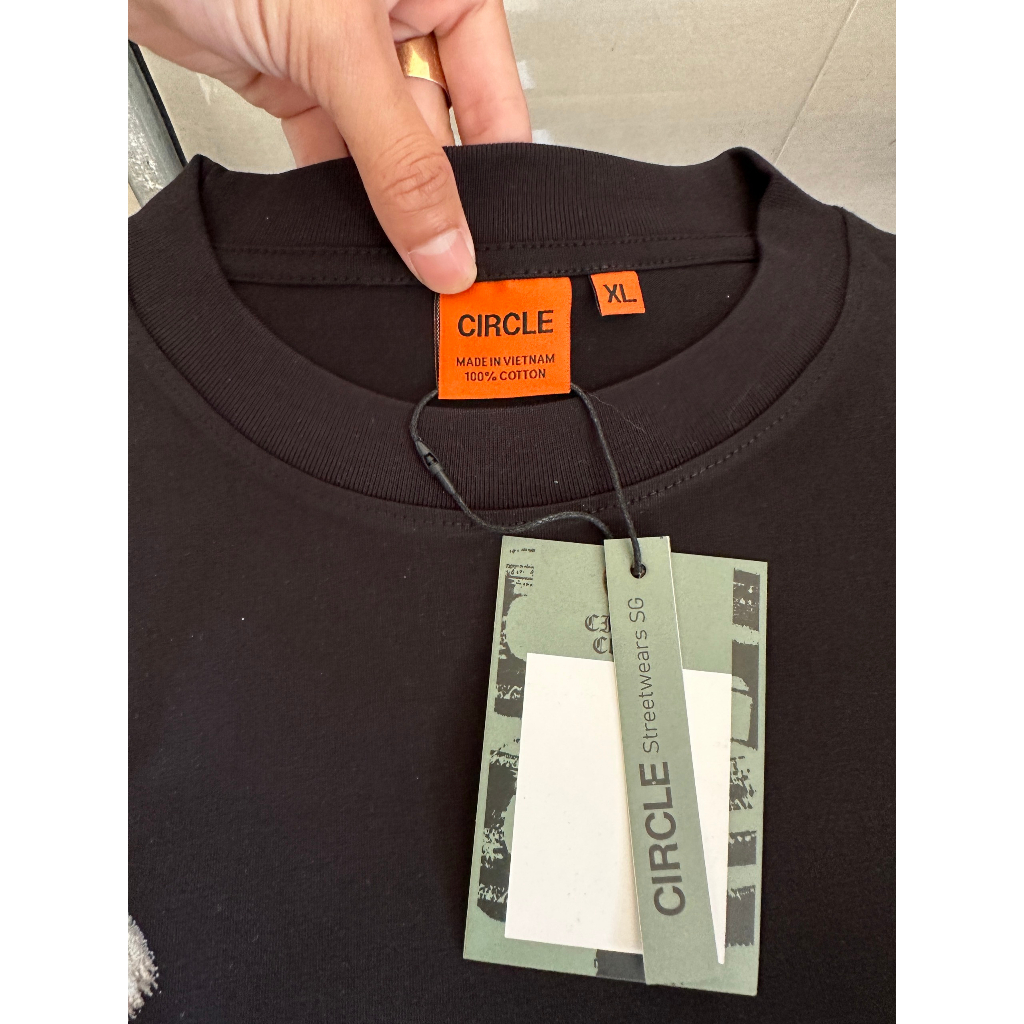 CIRCLE
MADE IN VIETNAM
100% COTTON
XL
CIRCLE Streetwears SG